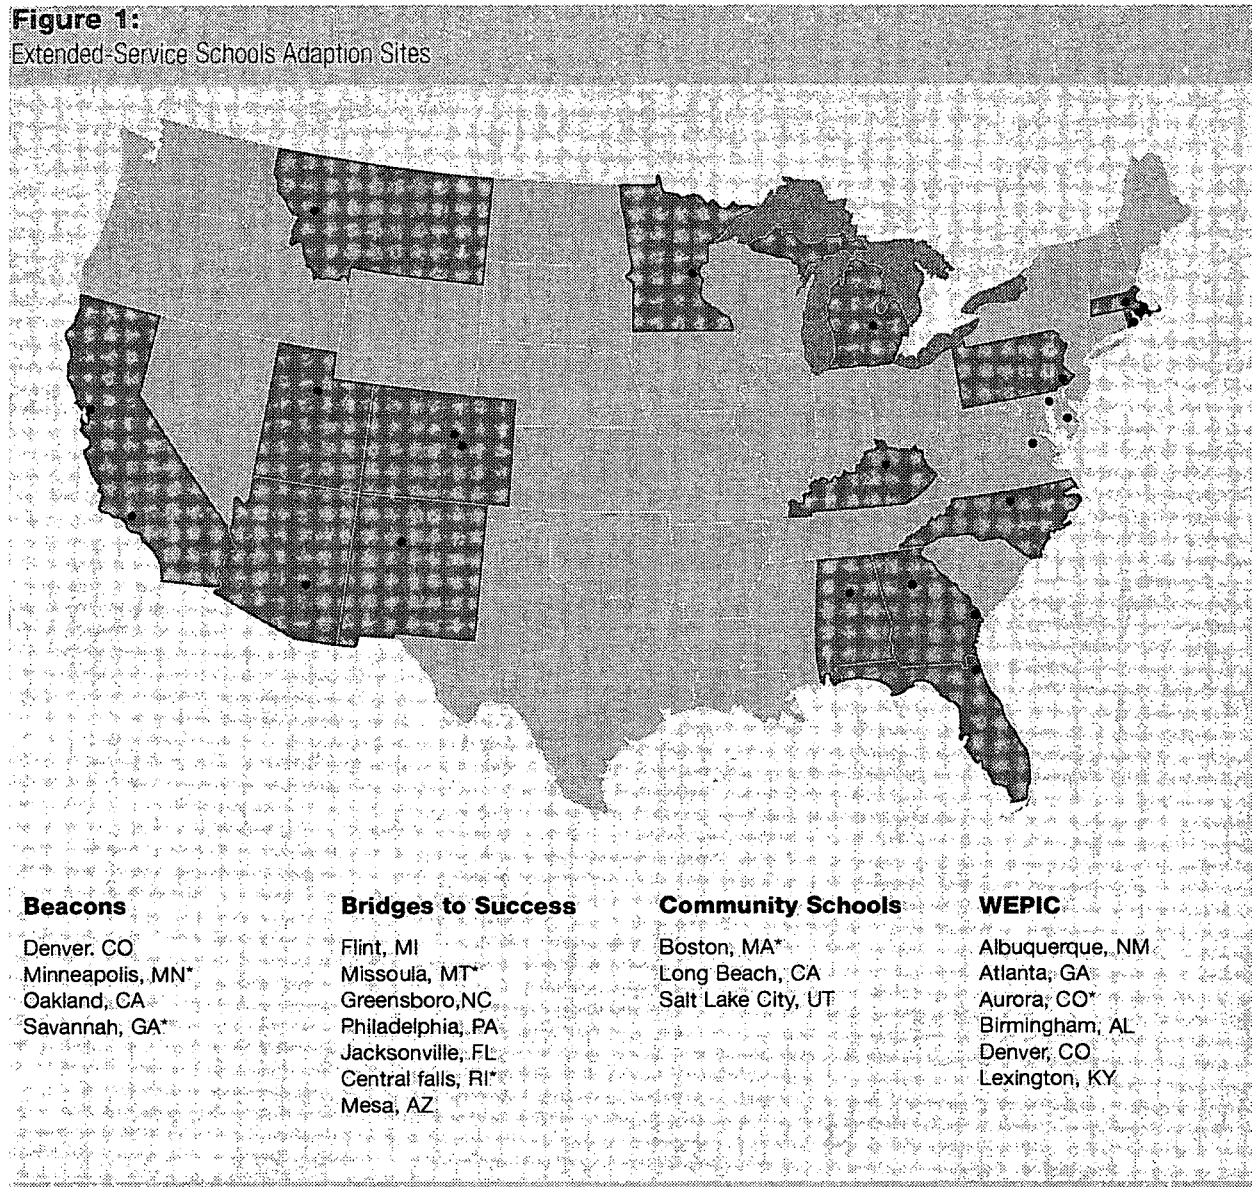 Figure 1:
Extended-Service Schools Adaption Sites
Beacons
Denver. CO
Minneapolis, MN*
Oakland, CA
Savannah, GA*
Bridges to Success
Flint, MI
Missoula, MT*
Greensboro,NC
Philadelphia, PA
Jacksonville, FL
Central falls, RI*
Mesa, AZ
Community Schools
Boston, MA*
Long Beach, CA
Salt Lake City, UT
WEPIC
Albuquerque, NM
Atlanta, GA
Aurora, CO*
Birmingham, AL
Denver, CO
Lexington, KY